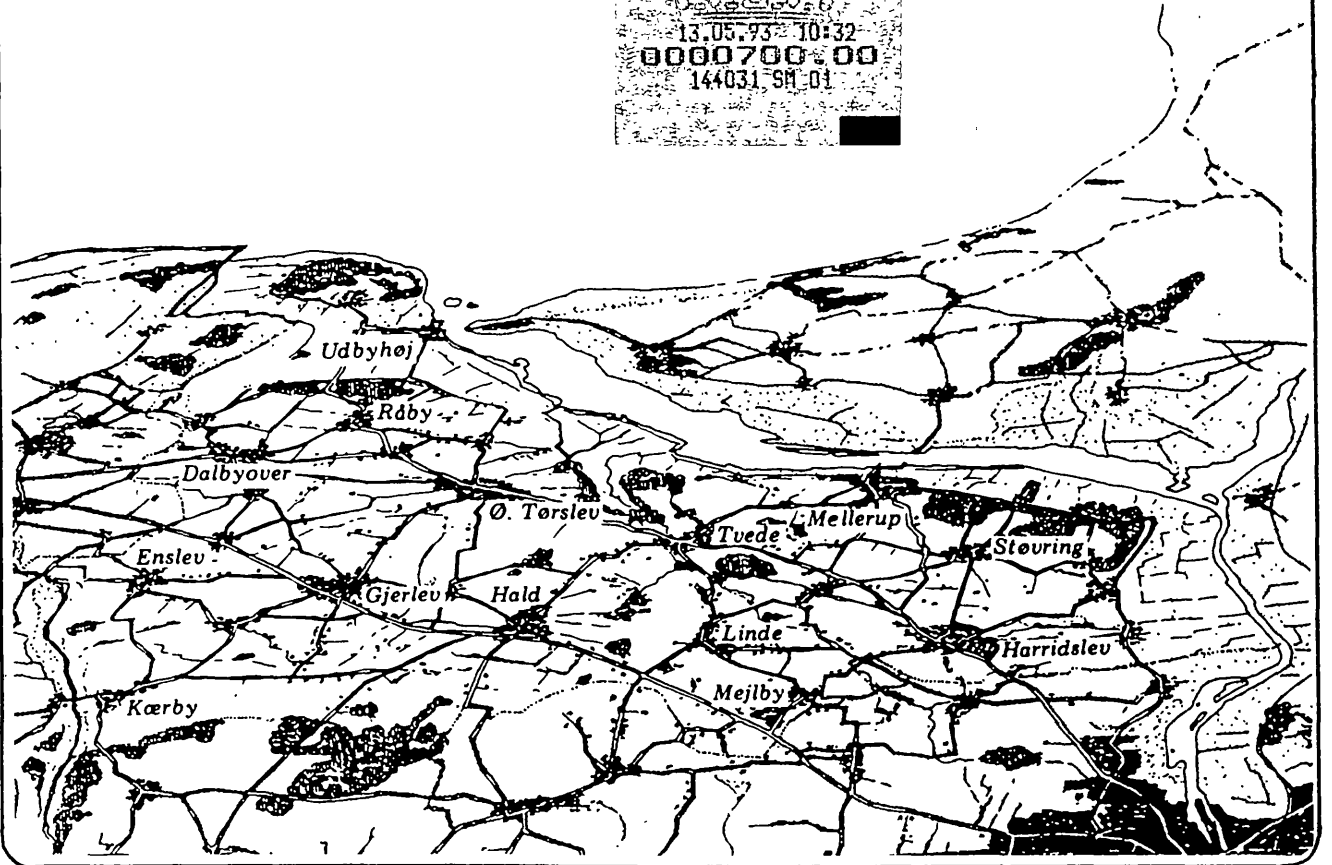 13.05.93 10:32
0000700.00
144031 SM 01
Udbyhøj
Råby
Dalbyover
Ø. Tørslev
Mellerup
Tvede
Støvring
Enslev
Gjerlev
Hald
Linde
Harridslev
Mejlby
Kærby